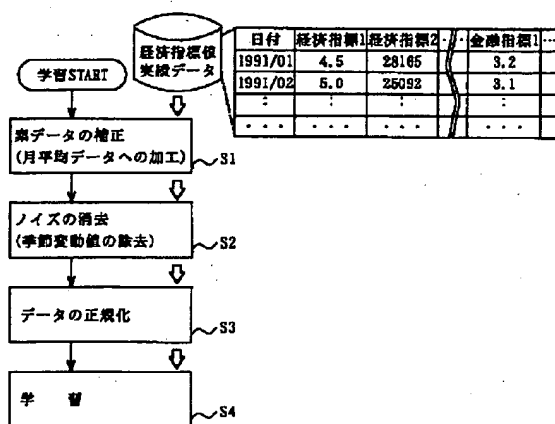 経済指標値
実績データ
日付 経済指標1 経済指標2 ‥ 金融指標1 ‥
1991/01 4.5 28165 3.2
1991/02 5.0 25092 3.1
: : : :
... ... ... ...
学習START
素データの補正
(月平均データへの加工)
S1
ノイズの消去
(季節変動値の除去)
S2
データの正規化
S3
学 習
S4